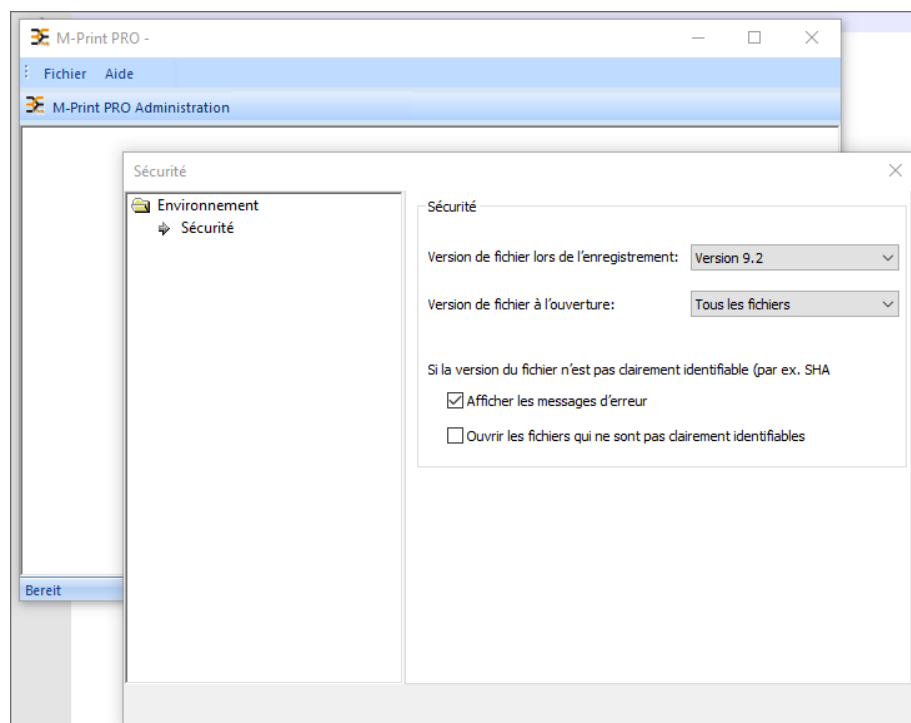 M-Print PRO -
Fichier Aide
M-Print PRO Administration
Sécurité
Environnement
Sécurité
Sécurité
Version de fichier lors de l'enregistrement: Version 9.2
Version de fichier à l'ouverture: Tous les fichiers
Si la version du fichier n'est pas clairement identifiable (par ex. SHA
Afficher les messages d'erreur
Ouvrir les fichiers qui ne sont pas clairement identifiables
Bereit